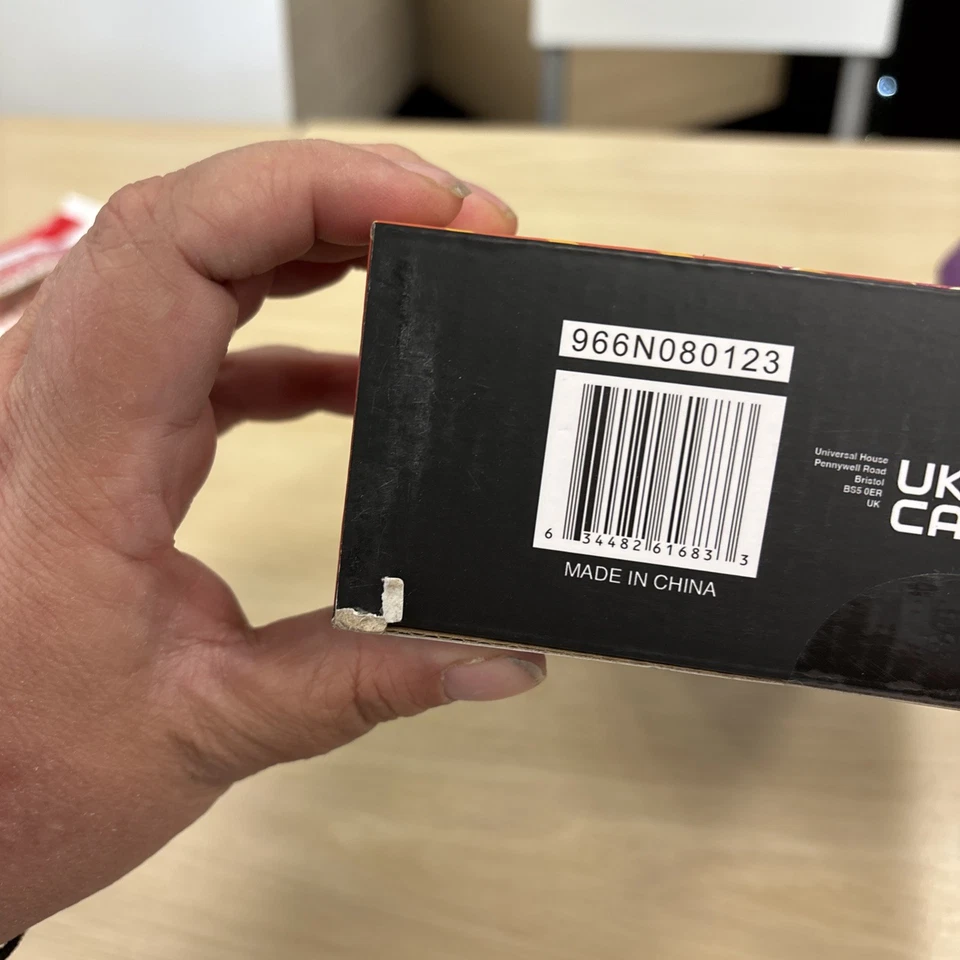 966N080123
6 34482 61683 3
MADE IN CHINA
Universal House
Pennywell Road
Bristol
BS5 0ER
UK
UK
CA